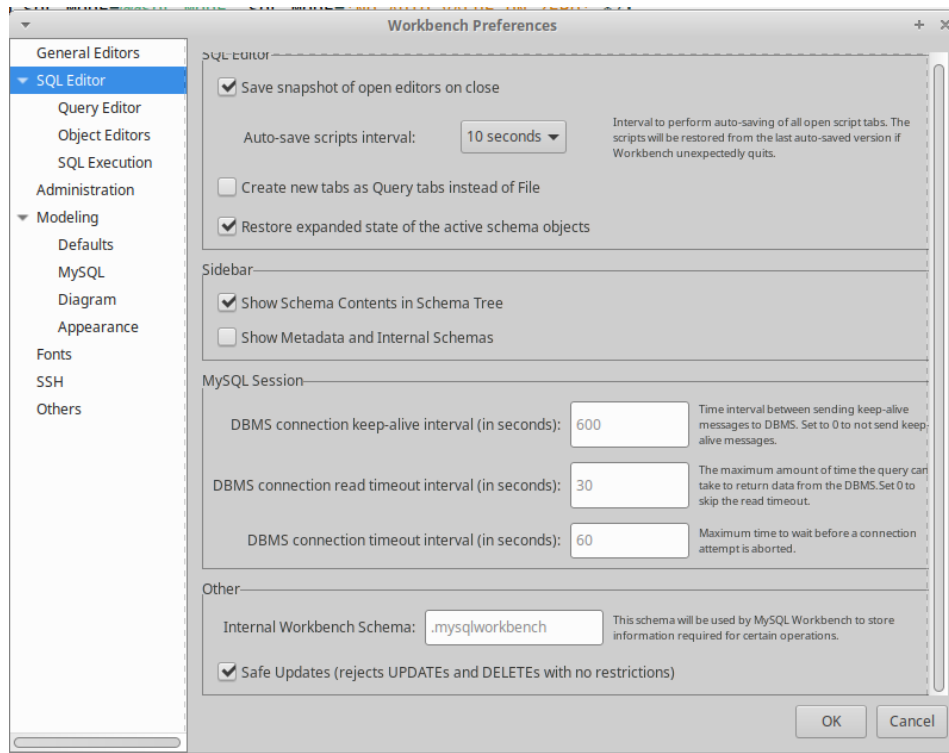 Workbench Preferences
General Editors
SQL Editor
Query Editor
Object Editors
SQL Execution
Administration
Modeling
Defaults
MySQL
Diagram
Appearance
Fonts
SSH
Others
SQL Editor
Save snapshot of open editors on close
Auto-save scripts interval:
10 seconds
Interval to perform auto-saving of all open script tabs. The
scripts will be restored from the last auto-saved version if
Workbench unexpectedly quits.
Create new tabs as Query tabs instead of File
Restore expanded state of the active schema objects
Sidebar
Show Schema Contents in Schema Tree
Show Metadata and Internal Schemas
MySQL Session
DBMS connection keep-alive interval (in seconds):
600
Time interval between sending keep-alive
messages to DBMS. Set to 0 to not send keep-
alive messages.
DBMS connection read timeout interval (in seconds):
30
The maximum amount of time the query can
take to return data from the DBMS.Set 0 to
skip the read timeout.
DBMS connection timeout interval (in seconds):
60
Maximum time to wait before a connection
attempt is aborted.
Other
Internal Workbench Schema:
.mysqlworkbench
This schema will be used by MySQL Workbench to store
information required for certain operations.
Safe Updates (rejects UPDATEs and DELETEs with no restrictions)
OK
Cancel